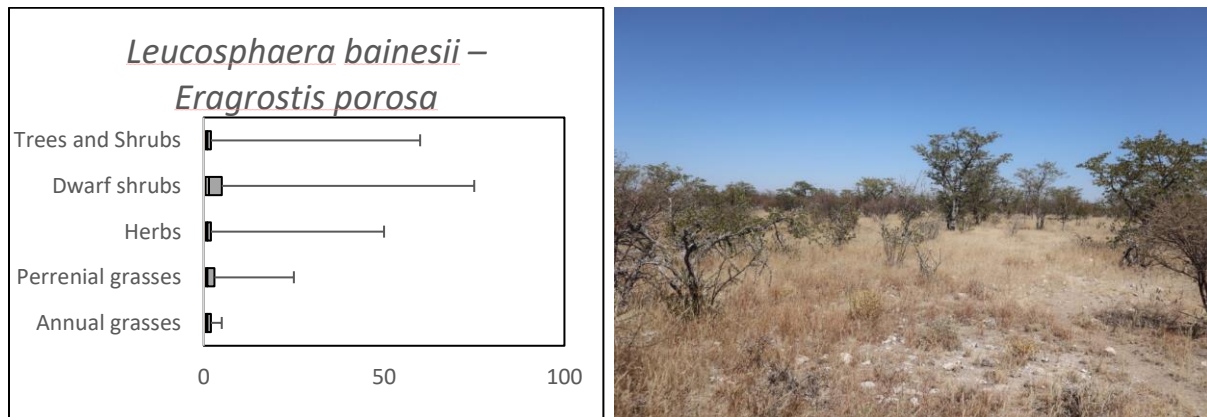 Leucosphaera bainesii –
Eragrostis porosa
Trees and Shrubs
Dwarf shrubs
Herbs
Perrenial grasses
Annual grasses
0 50 100